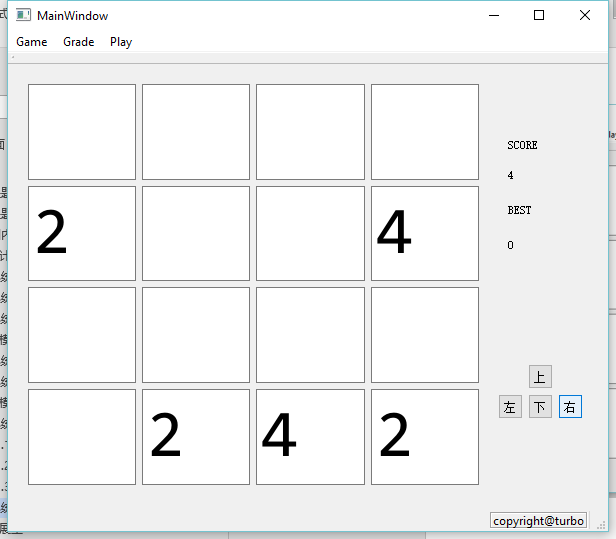 MainWindow
Game Grade Play
SCORE
4
2 4
BEST
0
2 4 2
上
左 下 右
copyright@turbo